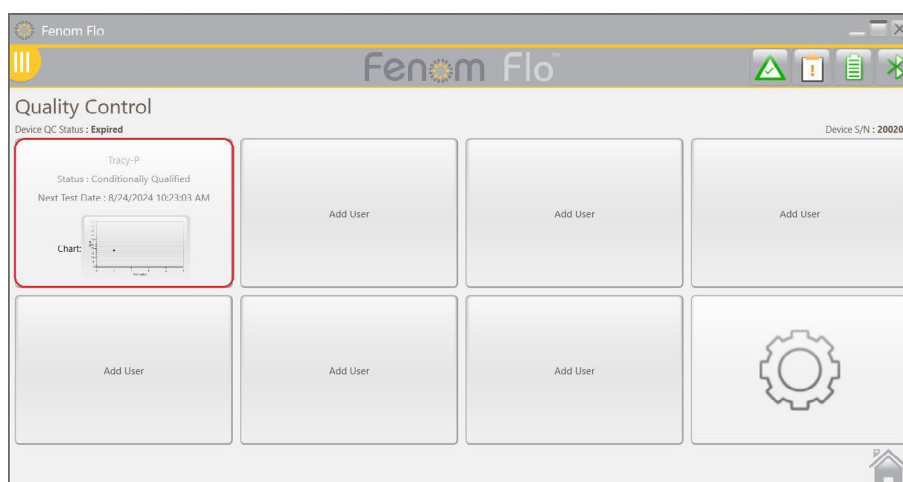 Fenom Flo
Fenom Flo™
Quality Control
Device QC Status : Expired
Device S/N : 20020
Tracy-P
Status : Conditionally Qualified
Next Test Date : 8/24/2024 10:23:03 AM
Chart:
Add User
Add User
Add User
Add User
Add User
Add User